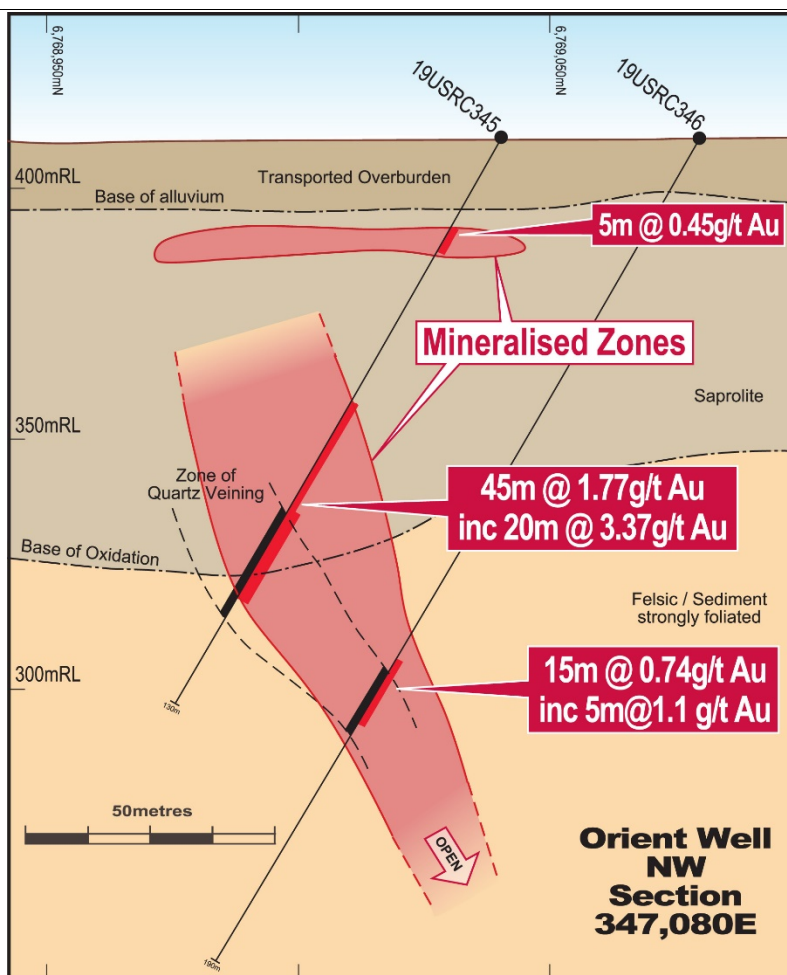 6,768,950mN
6,769,050mN
19USRC345
19USRC346
400mRL
Transported Overburden
Base of alluvium
5m @ 0.45g/t Au
Mineralised Zones
Saprolite
350mRL
Zone of
Quartz Veining
45m @ 1.77g/t Au
inc 20m @ 3.37g/t Au
Base of Oxidation
Felsic / Sediment
strongly foliated
300mRL
15m @ 0.74g/t Au
inc 5m@1.1 g/t Au
130m
50metres
OPEN
Orient Well
NW
Section
347,080E
190m